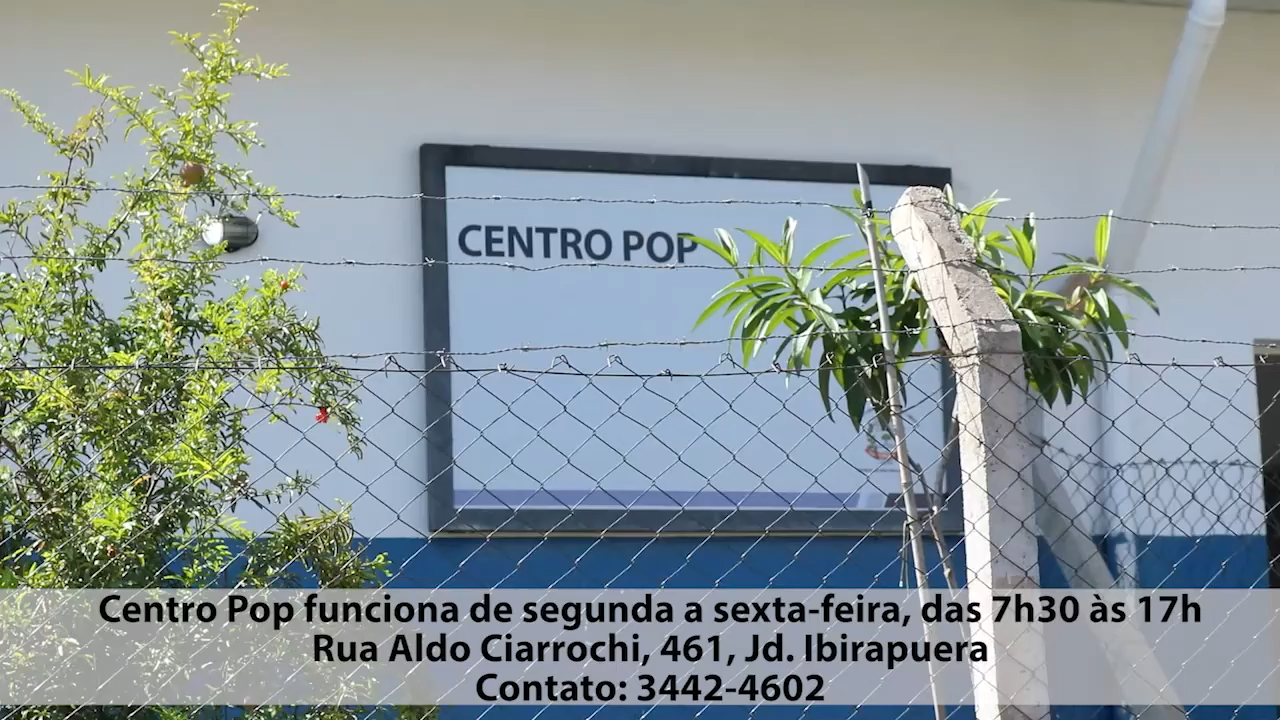 CENTRO POP
Centro Pop funciona de segunda a sexta-feira, das 7h30 às 17h
Rua Aldo Ciarrochi, 461, Jd. Ibirapuera
Contato: 3442-4602